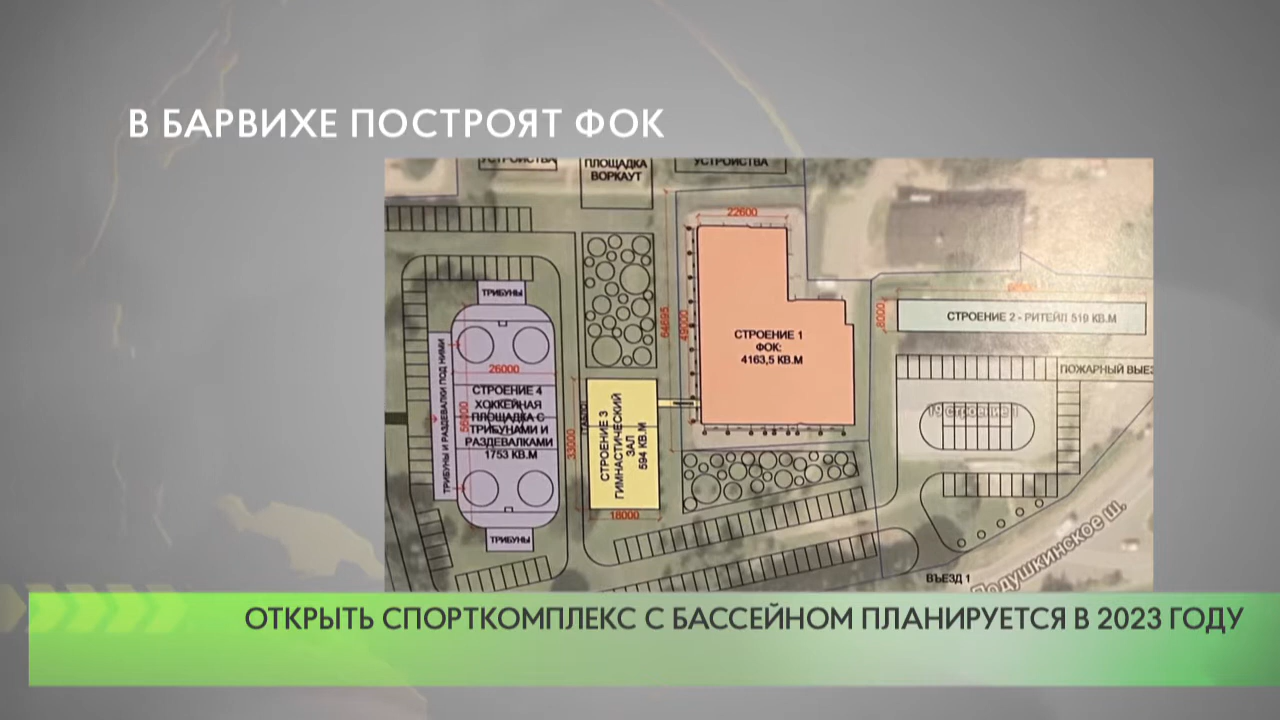 В БАРВИХЕ ПОСТРОЯТ ФОК
УСТРОЙСТВА
ПЛОЩАДКА
ВОРКАУТ
УСТРОЙСТВА
22600
ТРИБУНЫ
64695
49000
СТРОЕНИЕ 1
ФОК:
4163,5 КВ.М
8000
СТРОЕНИЕ 2 - РИТЕЙЛ 519 КВ.М
ПОЖАРНЫЙ ВЫЕЗ
ТРИБУНЫ И РАЗДЕВАЛКИ ПОД НИМИ
26000
СТРОЕНИЕ 4
ХОККЕЙНАЯ
ПЛОЩАДКА С
ТРИБУНАМИ И
РАЗДЕВАЛКАМИ
1753 КВ.М
33000
СТРОЕНИЕ 3
ГИМНАСТИЧЕСКИЙ
ЗАЛ
594 КВ.М
18000
ТРИБУНЫ
ВЪЕЗД 1
Подушкинское ш.
ОТКРЫТЬ СПОРТКОМПЛЕКС С БАССЕЙНОМ ПЛАНИРУЕТСЯ В 2023 ГОДУ